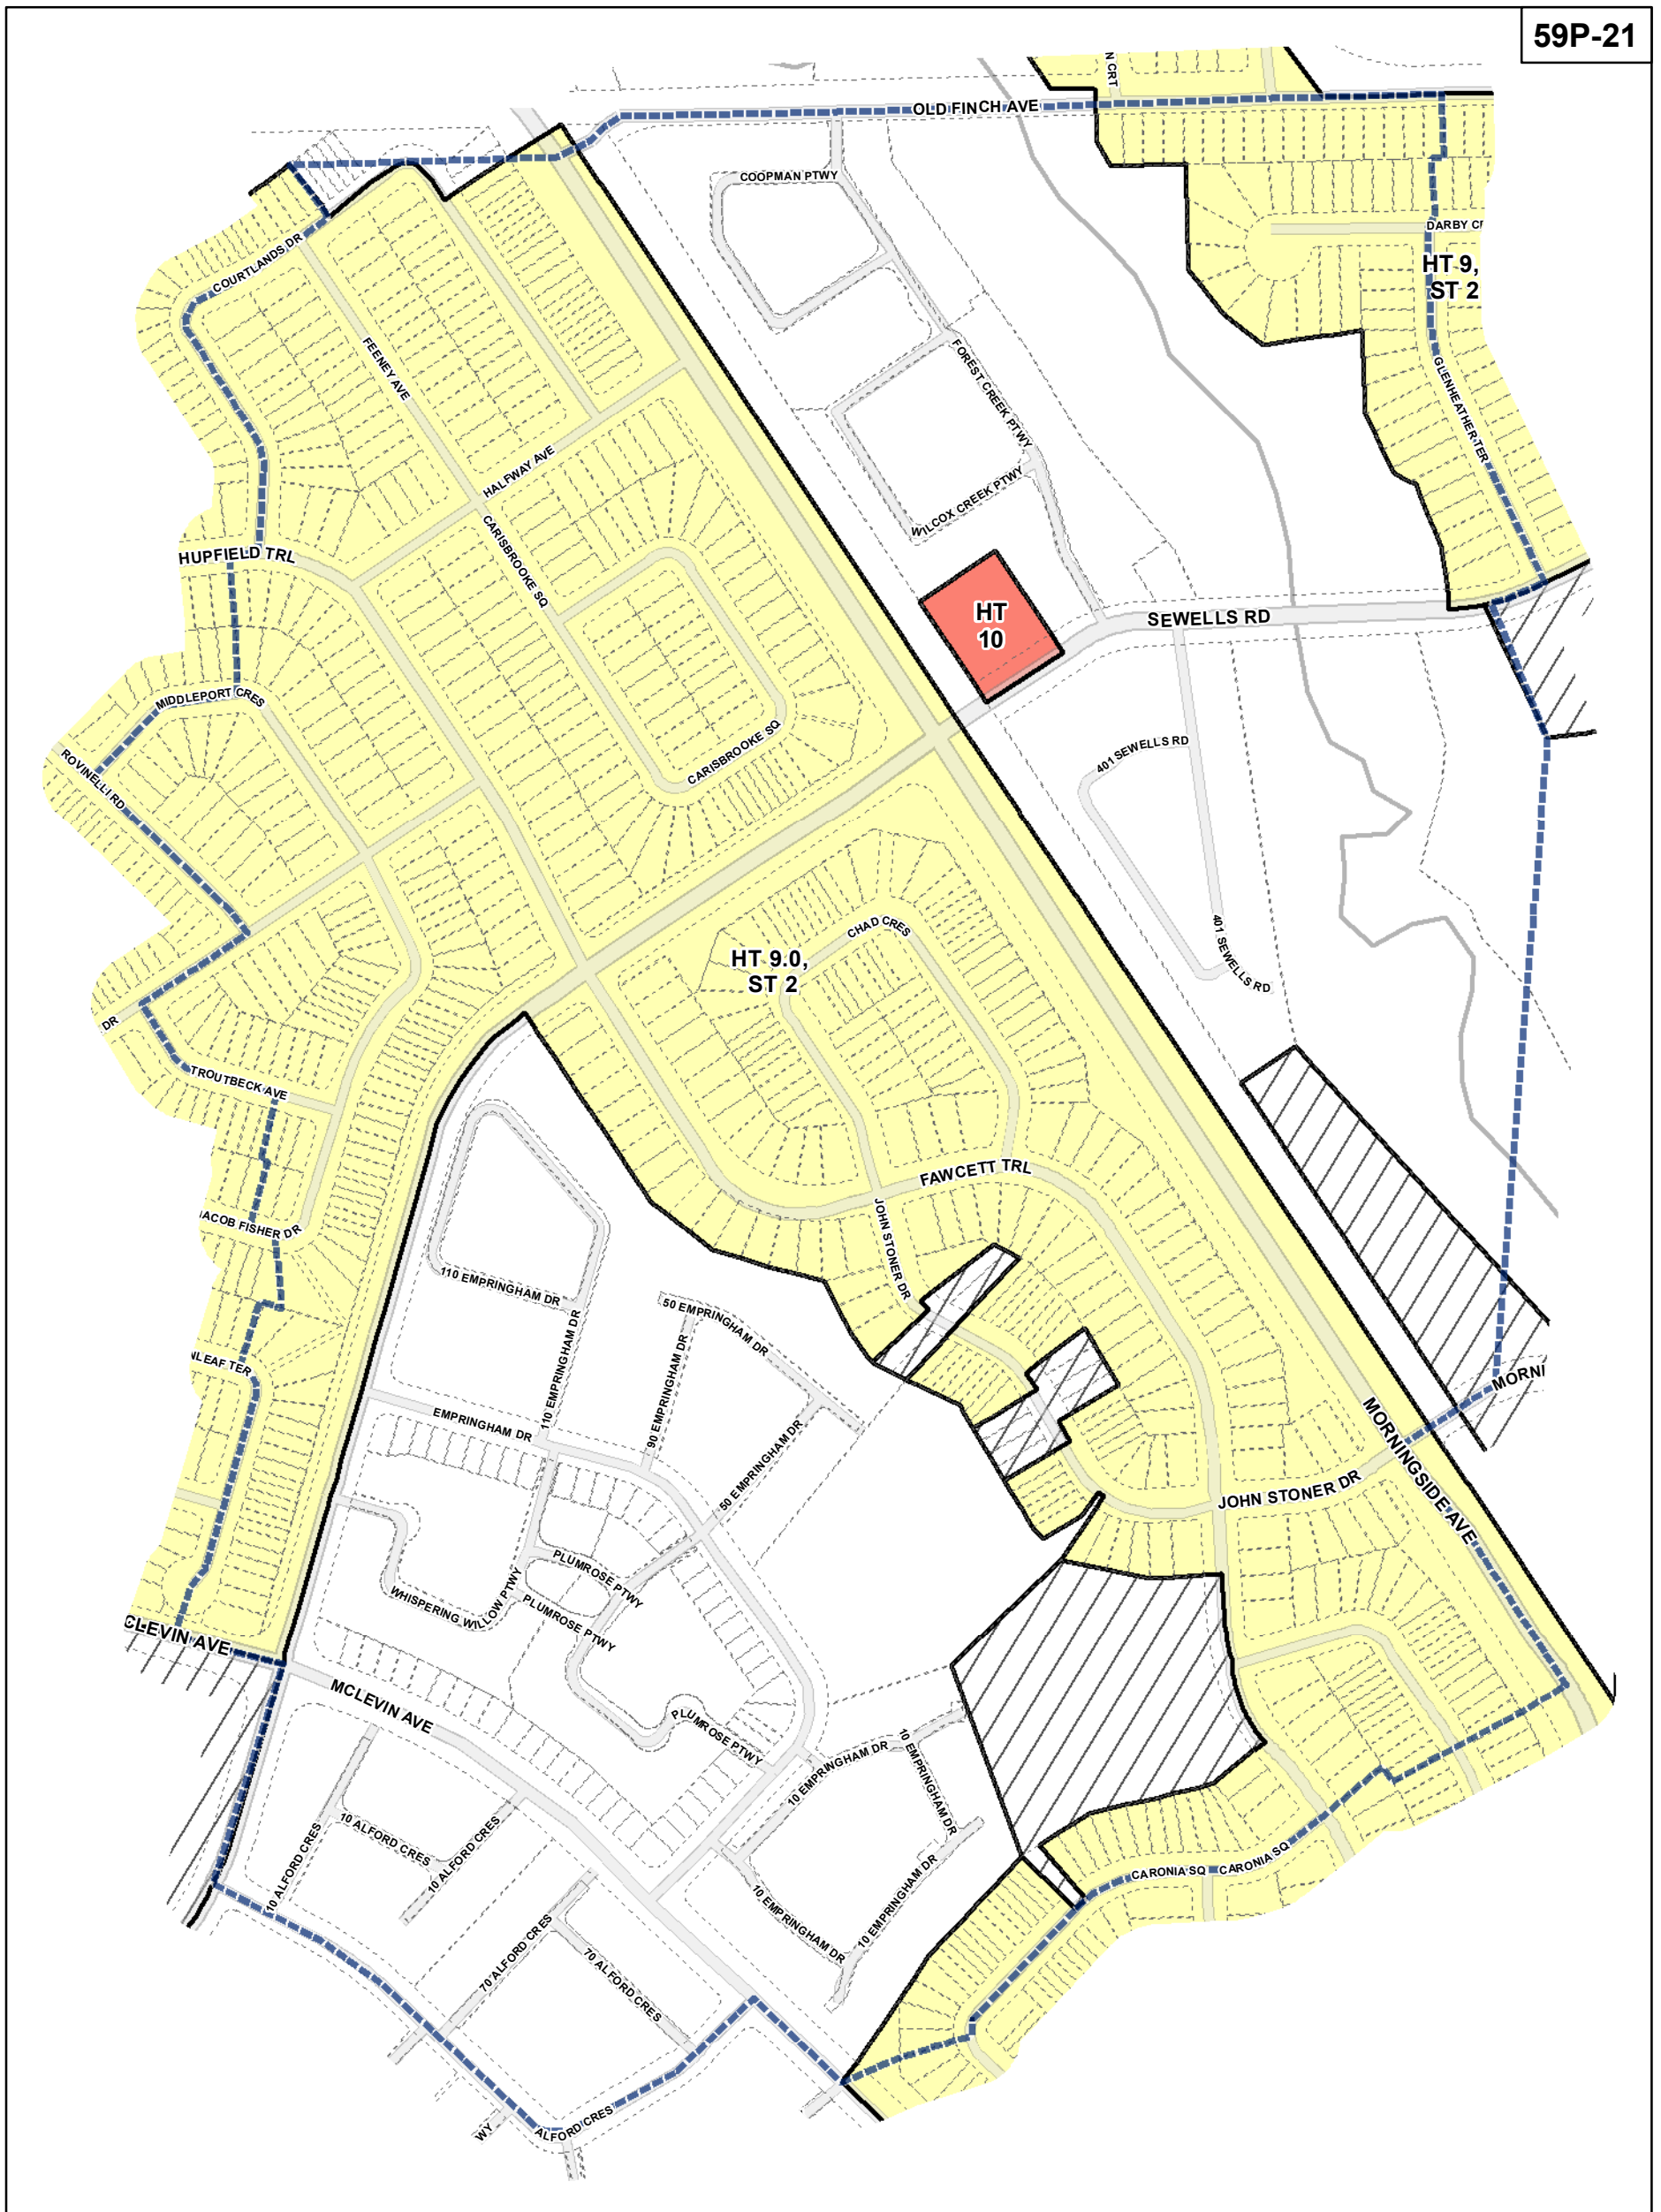 59P-21
N CRT
OLD FINCH AVE
COOPMAN PTWY
DARBY C
COURTLANDS DR
HT 9,
ST 2
FEENEY AVE
FOREST CREEK PTWY
GLENHEATHER TER
HALFWAY AVE
WILCOX CREEK PTWY
CARISBROOKE SQ
HUPFIELD TRL
HT
10
SEWELLS RD
MIDDLEPORT CRES
ROVINELLI RD
CARISBROOKE SQ
401 SEWELLS RD
CHAD CRES
401 SEWELLS RD
HT 9.0,
ST 2
DR
TROUTBECK AVE
FAWCETT TRL
JOHN STONER DR
JACOB FISHER DR
110 EMPRINGHAM DR
50 EMPRINGHAM DR
110 EMPRINGHAM DR
90 EMPRINGHAM DR
NLEAF TER
MORNI
EMPRINGHAM DR
50 EMPRINGHAM DR
MORNINGSIDE AVE
JOHN STONER DR
PLUMROSE PTWY
WHISPERING WILLOW PTWY
PLUMROSE PTWY
CLEVIN AVE
MCLEVIN AVE
PLUMROSE PTWY
10 EMPRINGHAM DR
10 EMPRINGHAM DR
10 ALFORD CRES
10 ALFORD CRES
10 ALFORD CRES
CARONIA SQ
CARONIA SQ
10 EMPRINGHAM DR
10 EMPRINGHAM DR
70 ALFORD CRES
70 ALFORD CRES
ALFORD CRES
WY